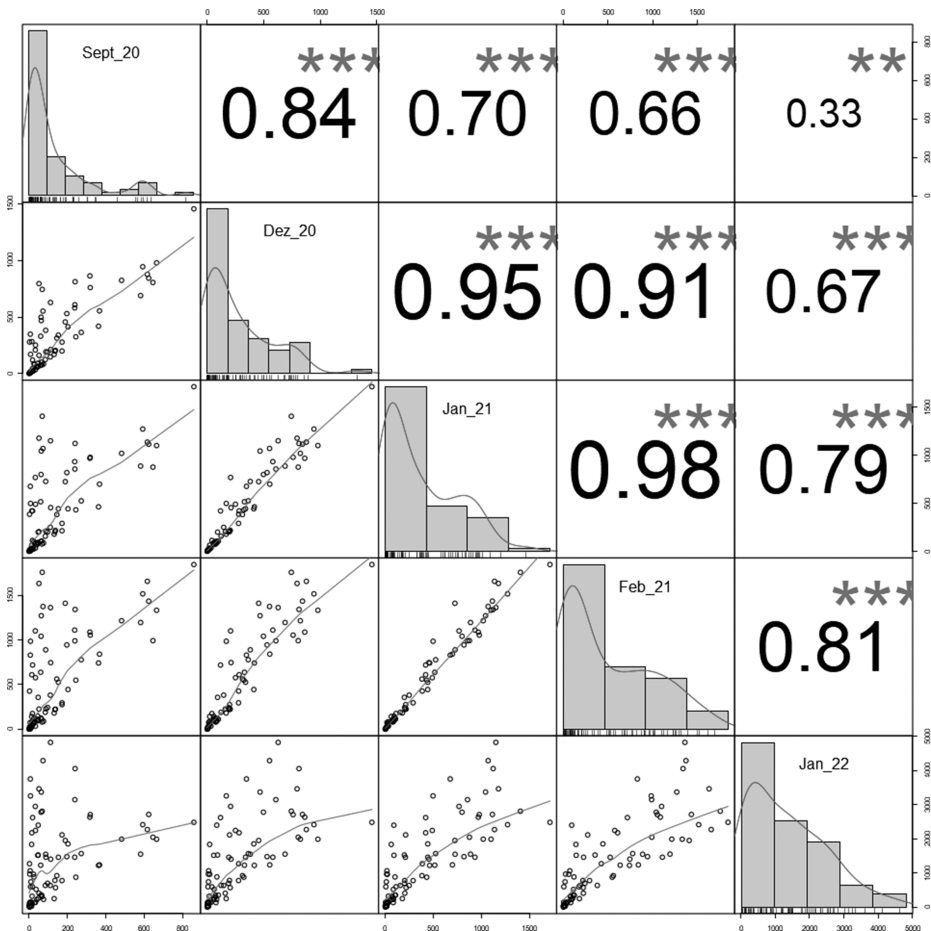 0 500 1000 1500 0 500 1000 1500
Sept_20 *** 0.84 *** 0.70 *** 0.66 ** 0.33
0 200 400 600 800
0 500 1000 1500
Dez_20 *** 0.95 *** 0.91 *** 0.67
Jan_21 *** 0.98 *** 0.79
0 500 1000 1500
0 500 1000 1500
Feb_21 *** 0.81
Jan_22
0 1000 2000 3000 4000 5000
0 200 400 600 800 0 500 1000 1500 0 1000 2000 3000 4000 5000